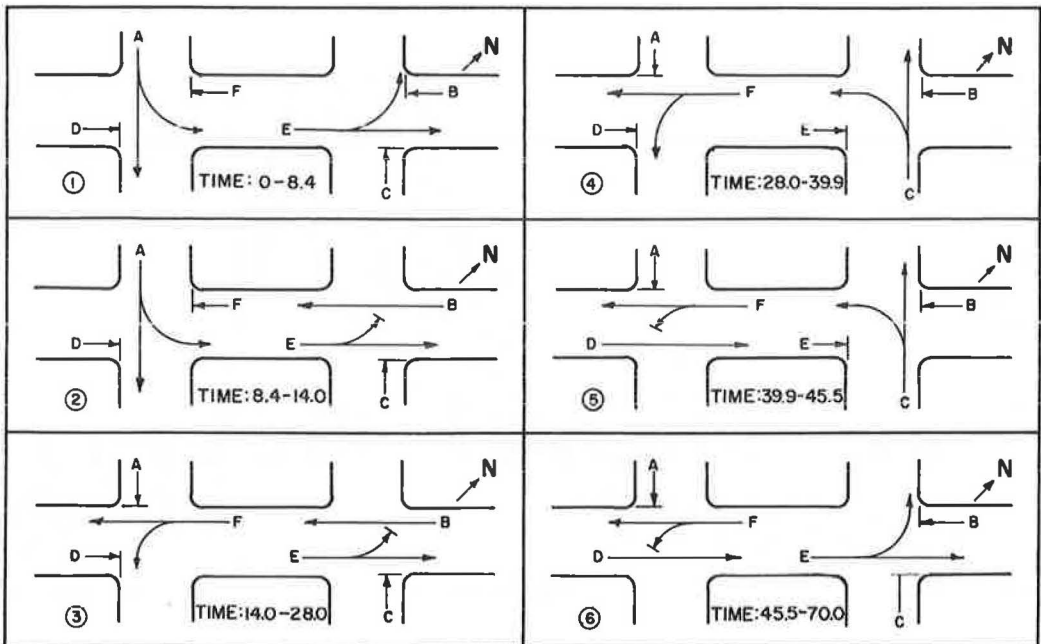 A
N
F
B
D
E
C
① TIME: 0-8.4
A
N
B
F
D
E
C
② TIME:8.4-14.0
A
N
F
B
D
E
C
③ TIME:14.0-28.0
A
N
F
B
D
E
C
④ TIME:28.0-39.9
A
N
F
B
D
E
C
⑤ TIME:39.9-45.5
A
N
F
B
D
E
C
⑥ TIME:45.5-70.0